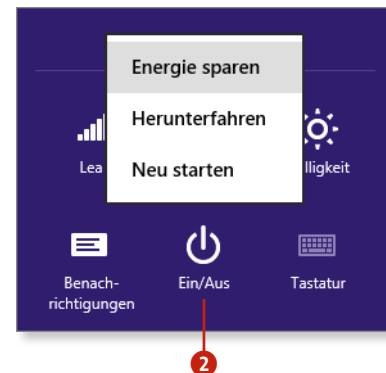 Energie sparen
Herunterfahren
Neu starten
Lea
lligkeit
Benach-
richtigungen
Ein/Aus
Tastatur
2